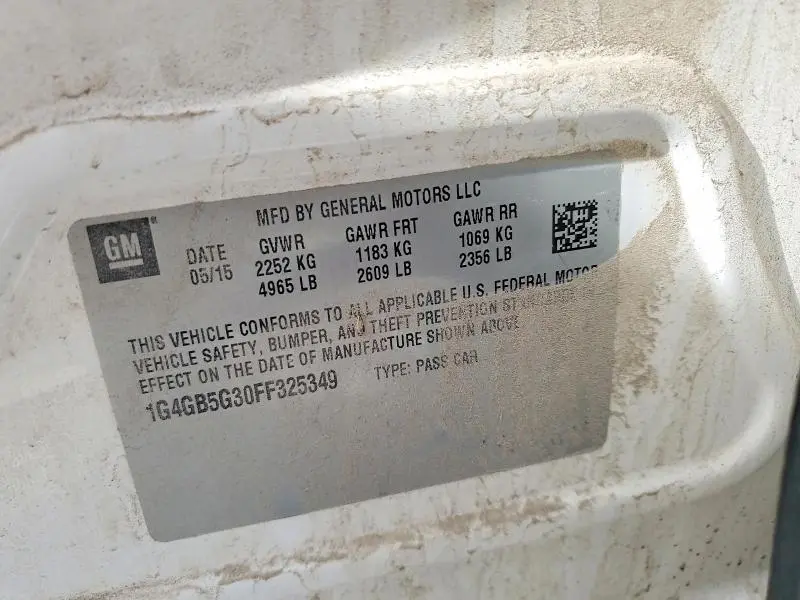 GM
MFD BY GENERAL MOTORS LLC
DATE GVWR GAWR FRT GAWR RR
05/15 2252 KG 1183 KG 1069 KG
4965 LB 2609 LB 2356 LB
THIS VEHICLE CONFORMS TO ALL APPLICABLE U.S. FEDERAL MOTOR
VEHICLE SAFETY, BUMPER, AND THEFT PREVENTION
EFFECT ON THE DATE OF MANUFACTURE SHOWN ABOVE
1G4GB5G30FF325349 TYPE: PASS CAR